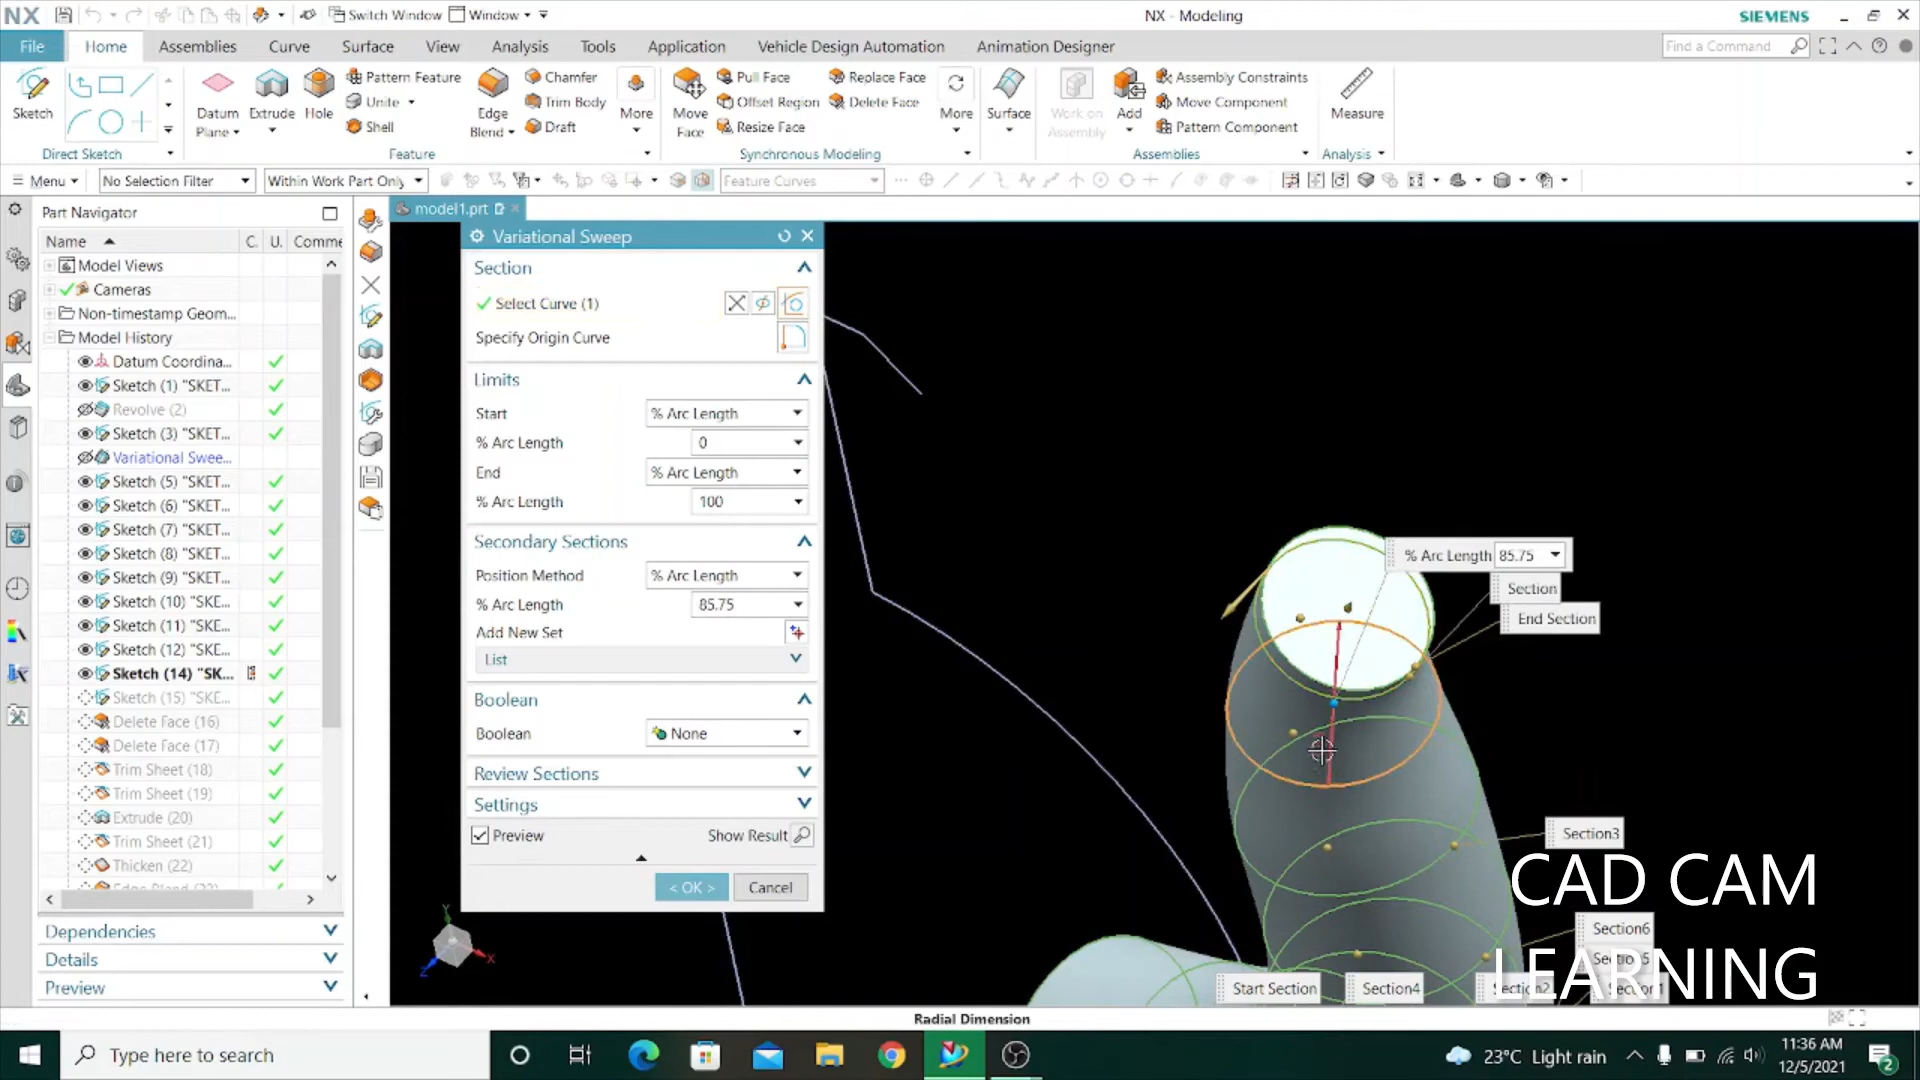 NX Switch Window Window NX - Modeling SIEMENS
File Home Assemblies Curve Surface View Analysis Tools Application Vehicle Design Automation Animation Designer Find a Command
Sketch
Direct Sketch
Datum Plane
Extrude
Hole
Pattern Feature
Unite
Shell
Edge Blend
Chamfer
Trim Body
Draft
More
Feature
Move Face
Pull Face
Offset Region
Resize Face
Replace Face
Delete Face
More
Synchronous Modeling
Surface
Work on Assembly
Add
Assembly Constraints
Move Component
Pattern Component
Assemblies
Measure
Analysis
Menu No Selection Filter Within Work Part Only Feature Curves
Part Navigator
Name C. U. Comme
Model Views
Cameras
Non-timestamp Geom...
Model History
Datum Coordina...
Sketch (1) "SKET...
Revolve (2)
Sketch (3) "SKET...
Variational Swee...
Sketch (5) "SKET...
Sketch (6) "SKET...
Sketch (7) "SKET...
Sketch (8) "SKET...
Sketch (9) "SKET...
Sketch (10) "SKE...
Sketch (11) "SKE...
Sketch (12) "SKE...
Sketch (14) "SK...
Sketch (15) "SKE...
Delete Face (16)
Delete Face (17)
Trim Sheet (18)
Trim Sheet (19)
Extrude (20)
Trim Sheet (21)
Thicken (22)
Dependencies
Details
Preview
model1.prt
Variational Sweep
Section
Select Curve (1)
Specify Origin Curve
Limits
Start % Arc Length
% Arc Length 0
End % Arc Length
% Arc Length 100
Secondary Sections
Position Method % Arc Length
% Arc Length 85.75
Add New Set
List
Boolean
Boolean None
Review Sections
Settings
Preview Show Result
< OK > Cancel
% Arc Length 85.75
Section
End Section
Section3
Section6
Start Section Section4
Y
X
Z
CAD CAM
LEARNING
Radial Dimension
Type here to search
23°C Light rain
11:36 AM
12/5/2021
2